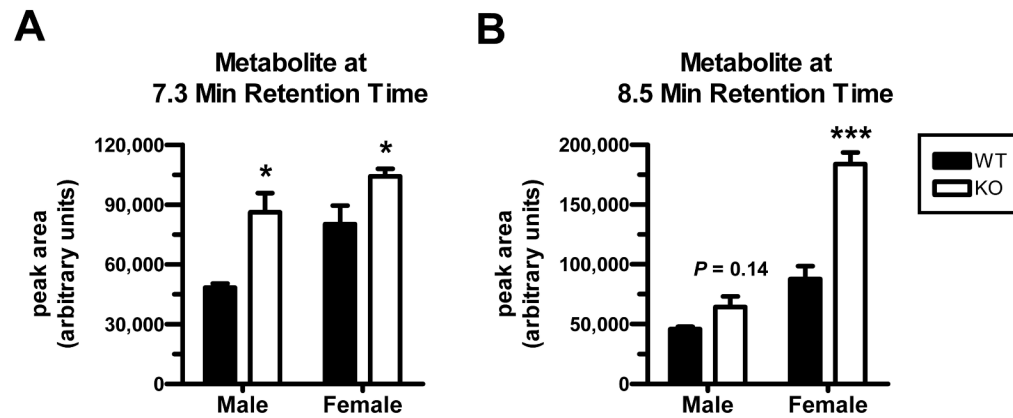 A
Metabolite at
7.3 Min Retention Time
120,000
90,000
60,000
30,000
0
peak area
(arbitrary units)
*
*
Male
Female
B
Metabolite at
8.5 Min Retention Time
200,000
150,000
100,000
50,000
0
peak area
(arbitrary units)
P = 0.14
***
Male
Female
WT
KO